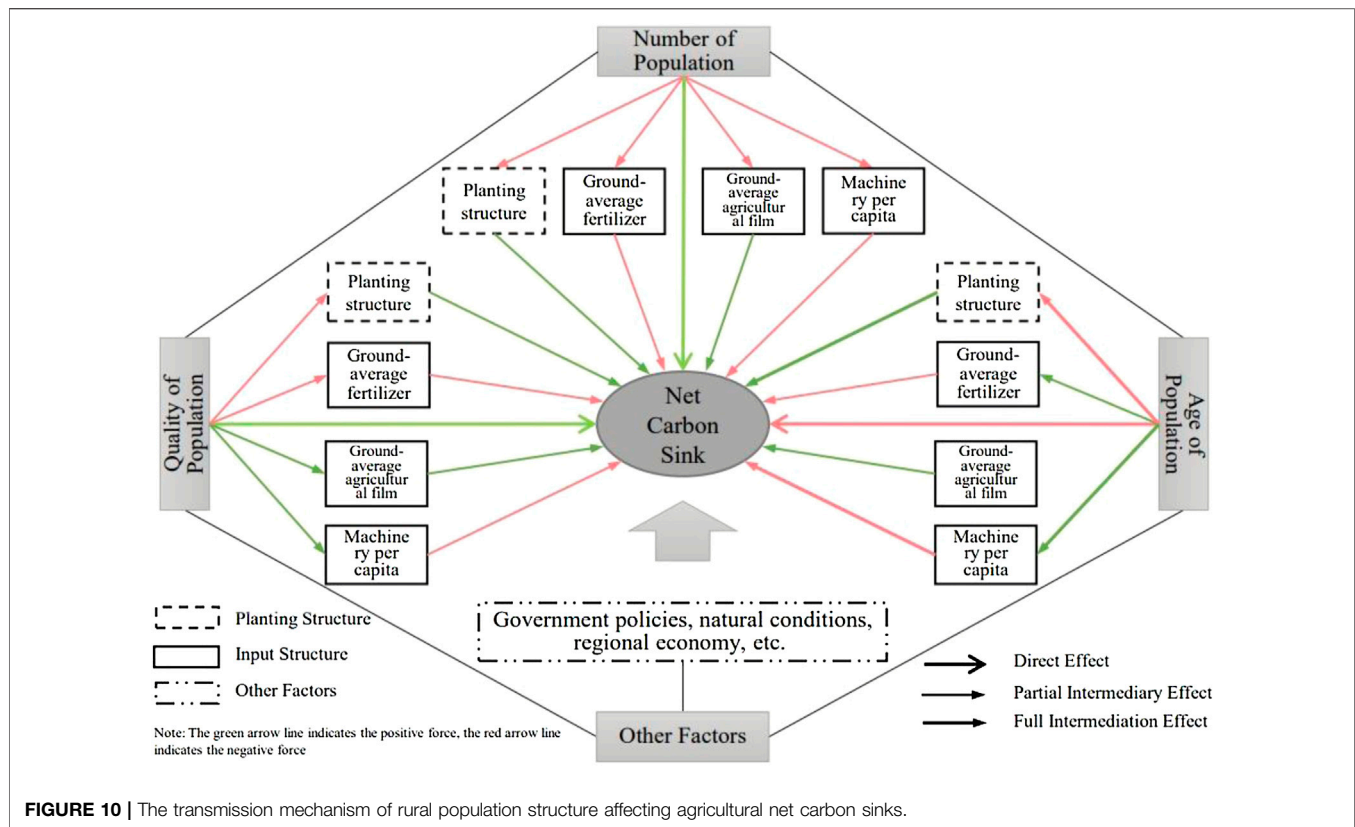 Number of
Population
Planting
structure
Ground-
average
fertilizer
Ground-
average
agricultur
al film
Machine
ry per
capita
Planting
structure
Ground-
average
fertilizer
Ground-
average
agricultur
al film
Machine
ry per
capita
Quality of
Population
Net
Carbon
Sink
Planting
structure
Ground-
average
fertilizer
Ground-
average
agricultur
al film
Machine
ry per
capita
Age of
Population
Government policies, natural conditions,
regional economy, etc.
Other Factors
Planting Structure
Input Structure
Other Factors
Note: The green arrow line indicates the positive force, the red arrow line
indicates the negative force
Direct Effect
Partial Intermediary Effect
Full Intermediation Effect
FIGURE 10 | The transmission mechanism of rural population structure affecting agricultural net carbon sinks.